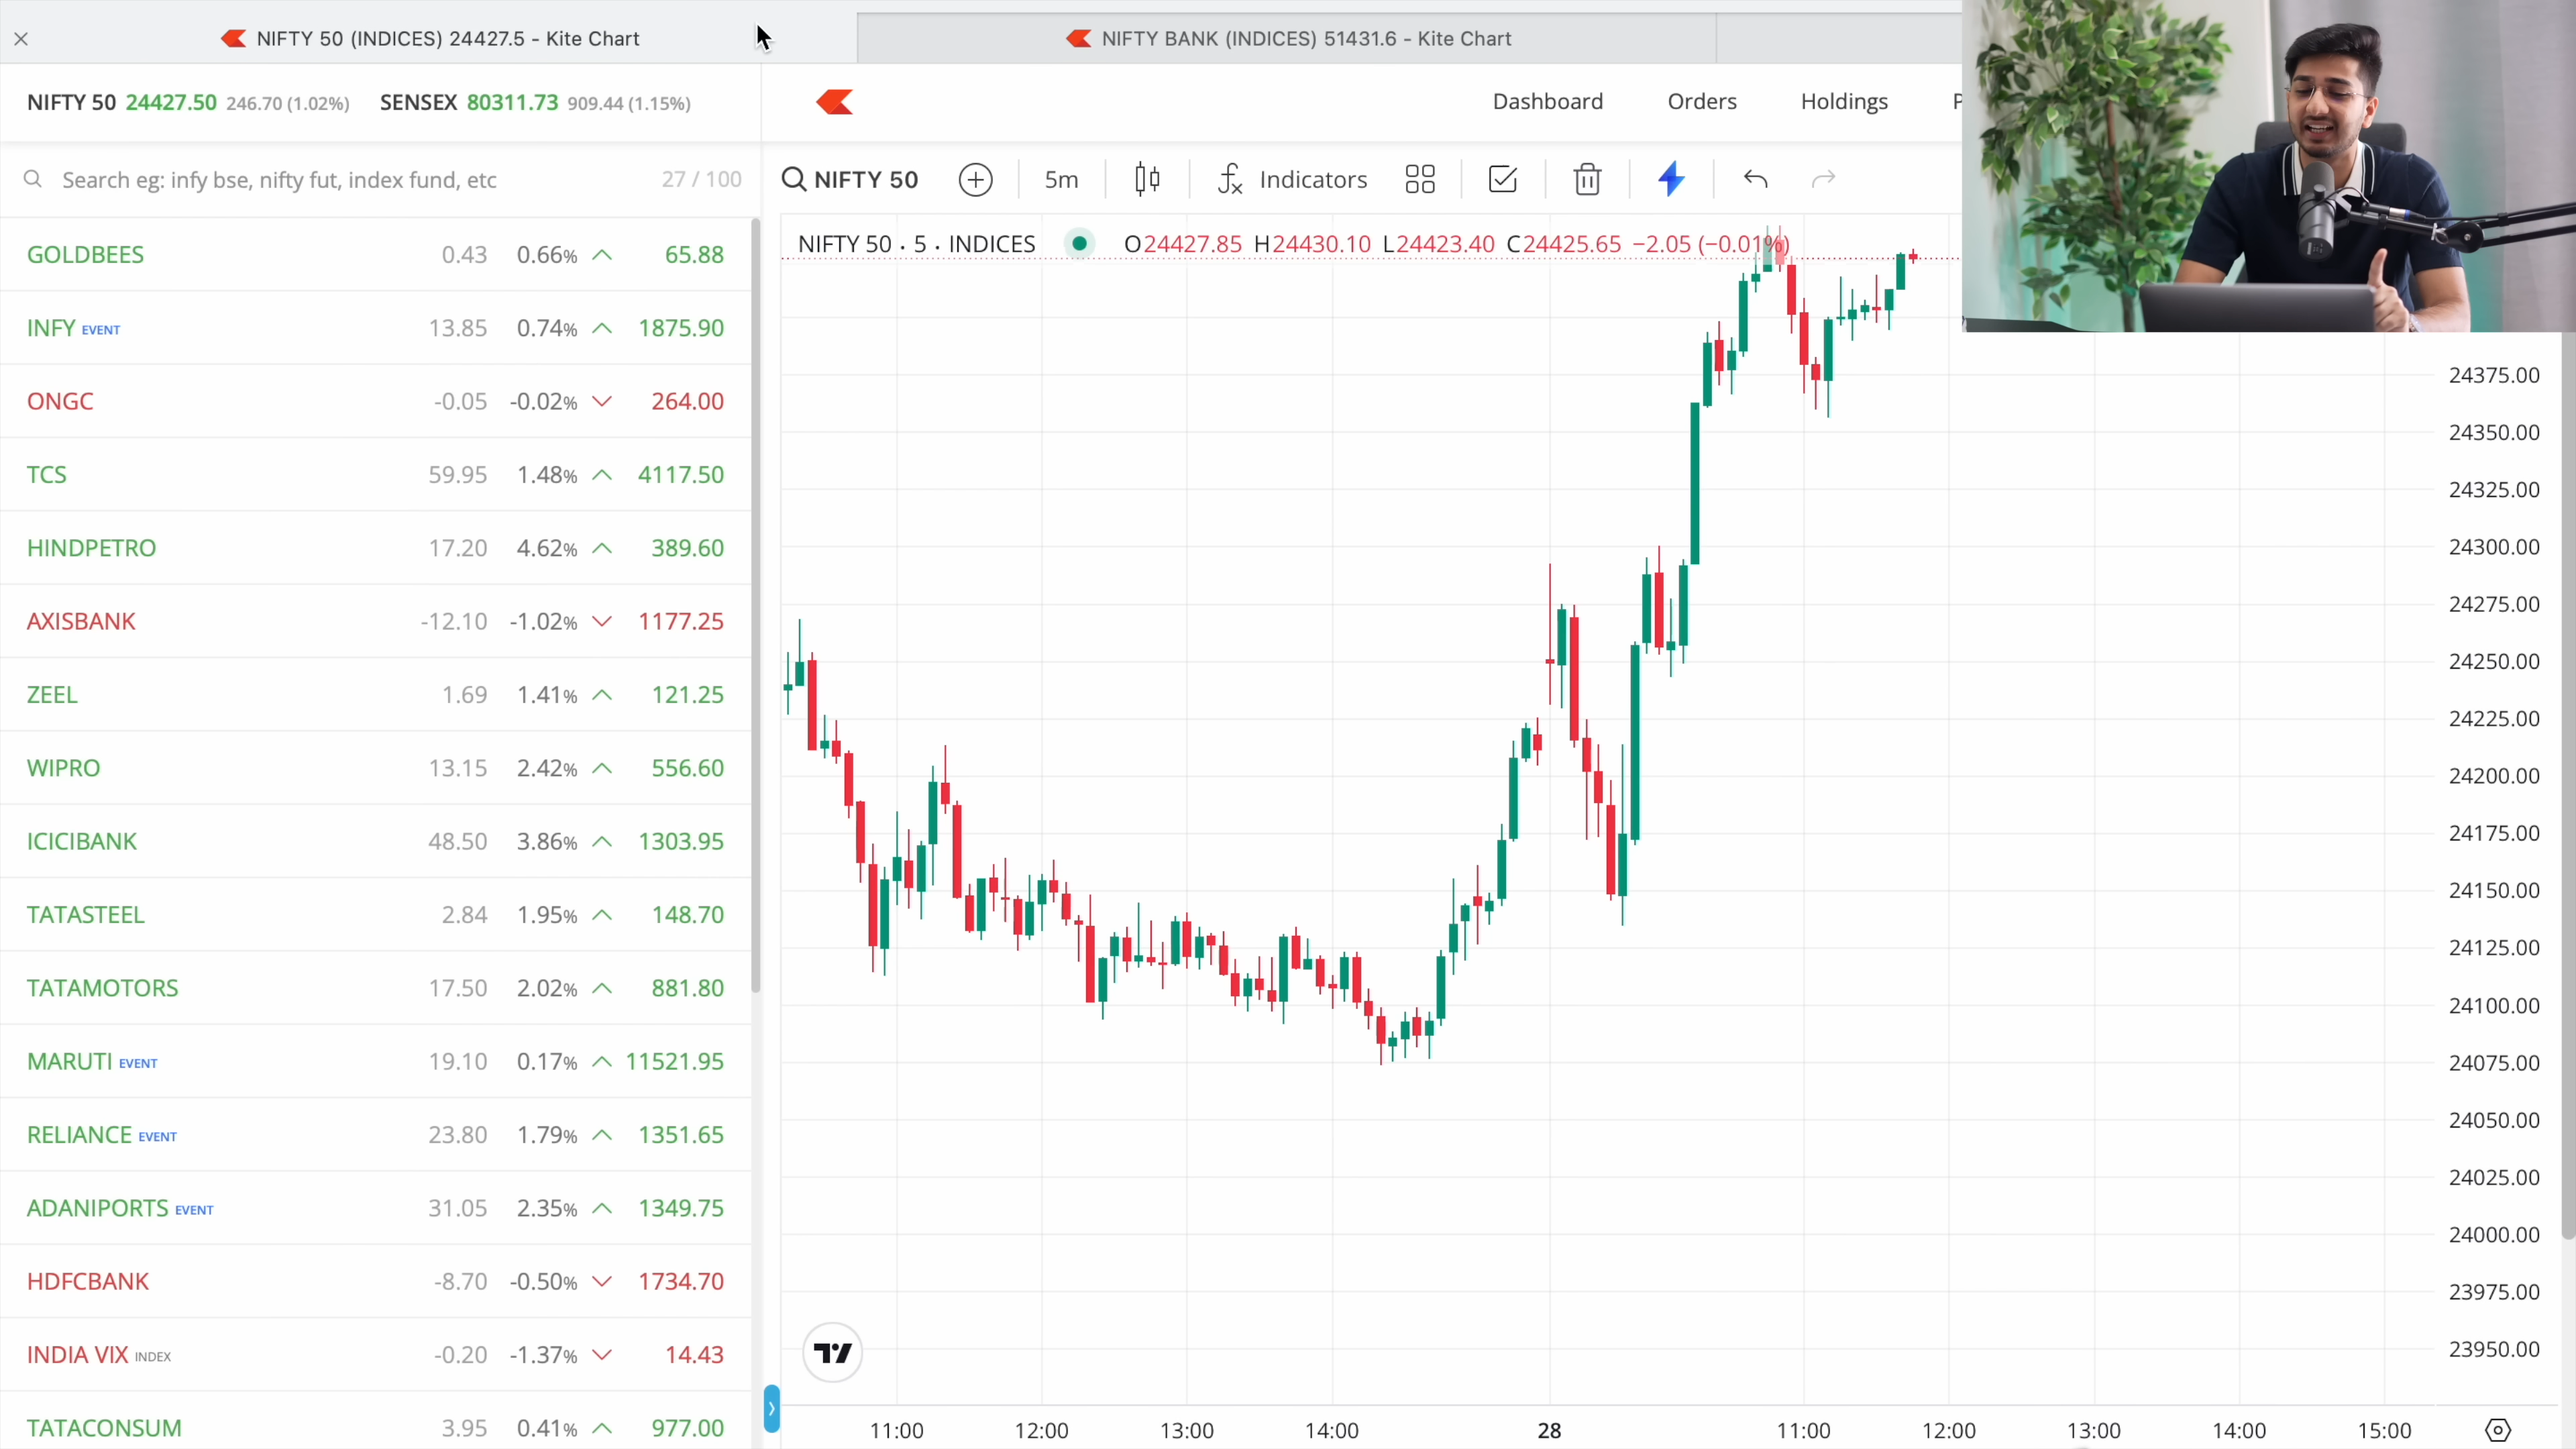 NIFTY 50 (INDICES) 24427.5 - Kite Chart
NIFTY BANK (INDICES) 51431.6 - Kite Chart
NIFTY 50 24427.50 246.70 (1.02%) SENSEX 80311.73 909.44 (1.15%)
Dashboard Orders Holdings P
Search eg: infy bse, nifty fut, index fund, etc 27 / 100
NIFTY 50 5m Indicators
NIFTY 50 · 5 · INDICES O24427.85 H24430.10 L24423.40 C24425.65 −2.05 (−0.01%)
GOLDBEES 0.43 0.66% 65.88
INFY EVENT 13.85 0.74% 1875.90
ONGC -0.05 -0.02% 264.00
TCS 59.95 1.48% 4117.50
HINDPETRO 17.20 4.62% 389.60
AXISBANK -12.10 -1.02% 1177.25
ZEEL 1.69 1.41% 121.25
WIPRO 13.15 2.42% 556.60
ICICIBANK 48.50 3.86% 1303.95
TATASTEEL 2.84 1.95% 148.70
TATAMOTORS 17.50 2.02% 881.80
MARUTI EVENT 19.10 0.17% 11521.95
RELIANCE EVENT 23.80 1.79% 1351.65
ADANIPORTS EVENT 31.05 2.35% 1349.75
HDFCBANK -8.70 -0.50% 1734.70
INDIA VIX INDEX -0.20 -1.37% 14.43
TATACONSUM 3.95 0.41% 977.00
24375.00
24350.00
24325.00
24300.00
24275.00
24250.00
24225.00
24200.00
24175.00
24150.00
24125.00
24100.00
24075.00
24050.00
24025.00
24000.00
23975.00
23950.00
11:00 12:00 13:00 14:00 28 11:00 12:00 13:00 14:00 15:00